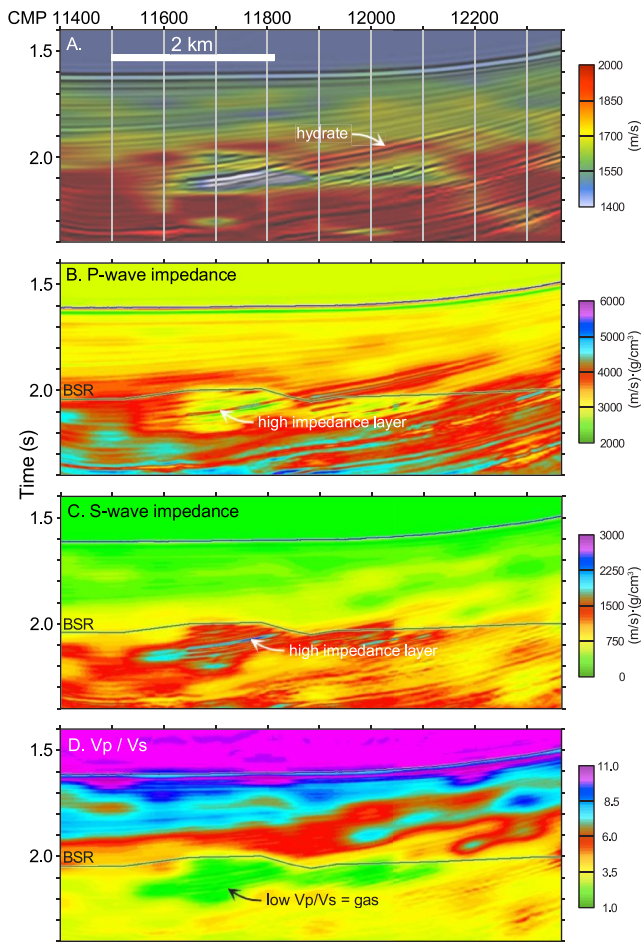 CMP 11400 11600 11800 12000 12200
A.
2 km
1.5
hydrate
2.0
2000
1850
1700
1550
1400
(m/s)
B. P-wave impedance
1.5
BSR
2.0
high impedance layer
6000
5000
4000
3000
2000
(m/s)·(g/cm³)
Time (s)
C. S-wave impedance
1.5
BSR
2.0
high impedance layer
3000
2250
1500
750
0
(m/s)·(g/cm³)
D. Vp / Vs
1.5
BSR
2.0
low Vp/Vs = gas
11.0
8.5
6.0
3.5
1.0